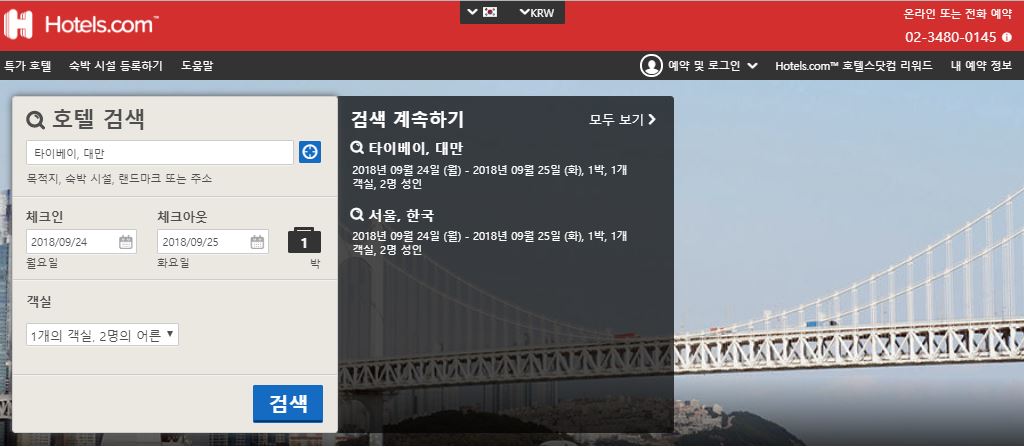 Hotels.com™
KRW
온라인 또는 전화 예약
02-3480-0145
특가 호텔 숙박 시설 등록하기 도움말
예약 및 로그인 Hotels.com™ 호텔스닷컴 리워드 내 예약 정보
호텔 검색
타이베이, 대만
목적지, 숙박 시설, 랜드마크 또는 주소
체크인 체크아웃
2018/09/24 2018/09/25 1
월요일 화요일 박
객실
1개의 객실, 2명의 어른
검색
검색 계속하기 모두 보기
타이베이, 대만
2018년 09월 24일 (월) - 2018년 09월 25일 (화), 1박, 1개
객실, 2명 성인
서울, 한국
2018년 09월 24일 (월) - 2018년 09월 25일 (화), 1박, 1개
객실, 2명 성인